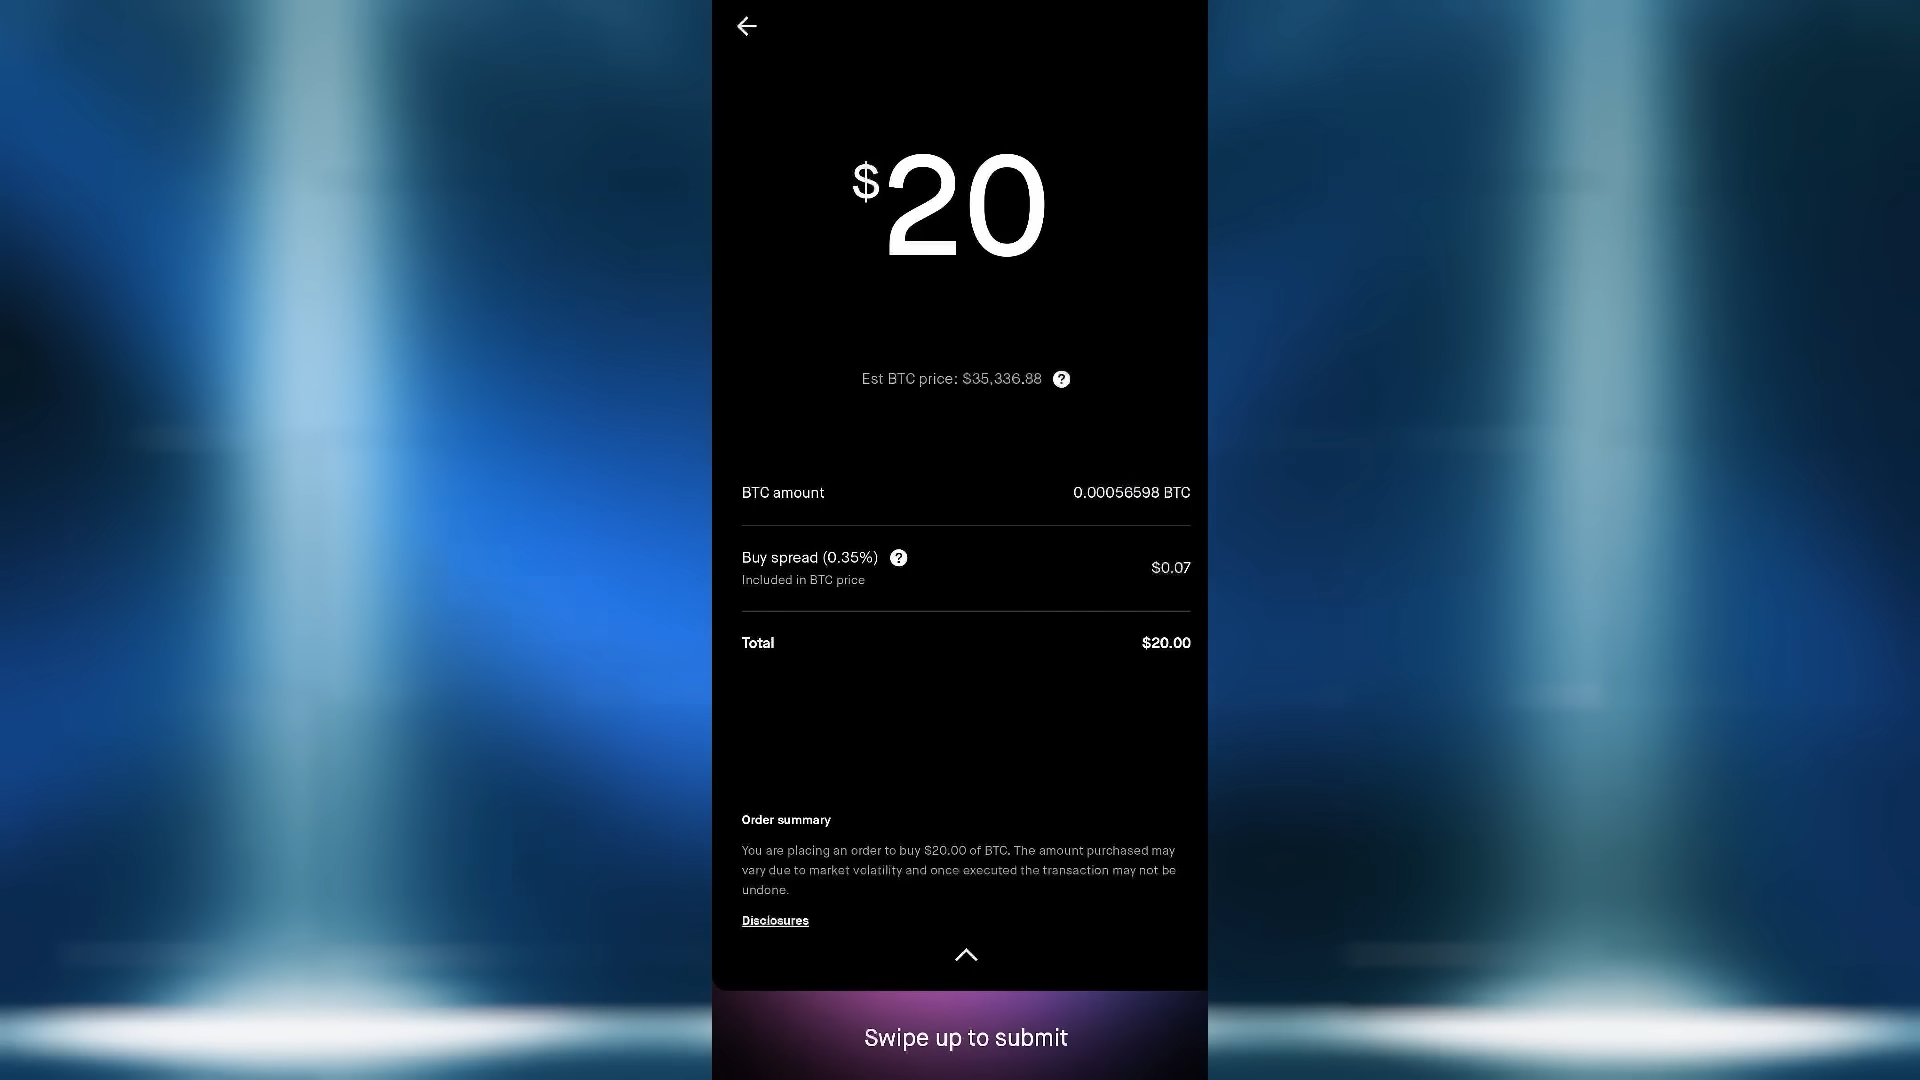 $20
Est BTC price: $35,336.88 ?
BTC amount 0.00056598 BTC
Buy spread (0.35%) ? $0.07
Included in BTC price
Total $20.00
Order summary
You are placing an order to buy $20.00 of BTC. The amount purchased may
vary due to market volatility and once executed the transaction may not be
undone.
Disclosures
Swipe up to submit